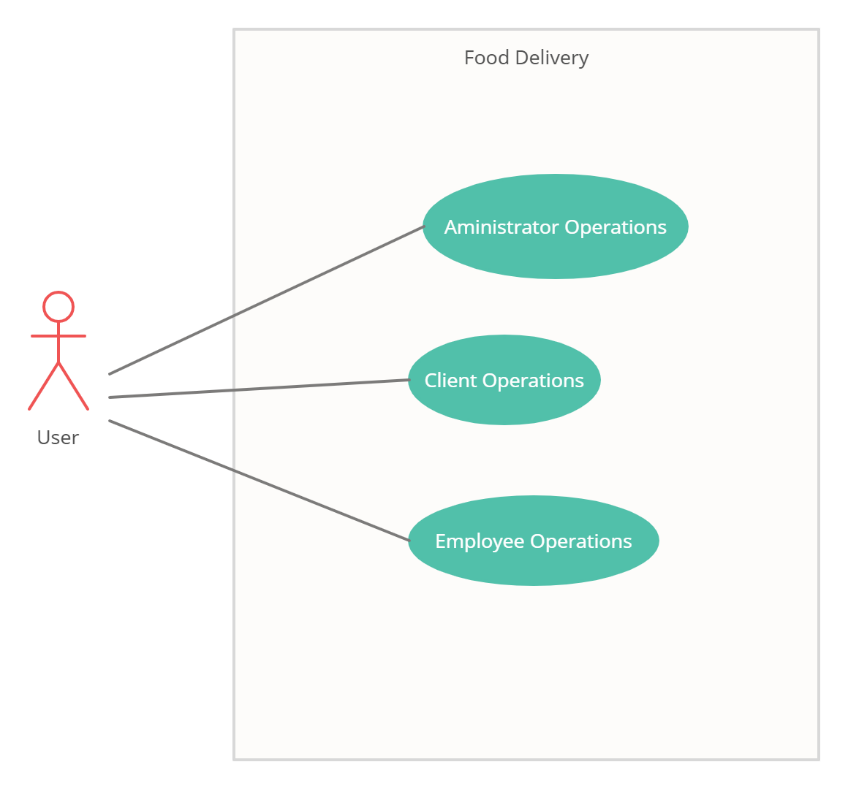 Food Delivery
Aministrator Operations
Client Operations
User
Employee Operations